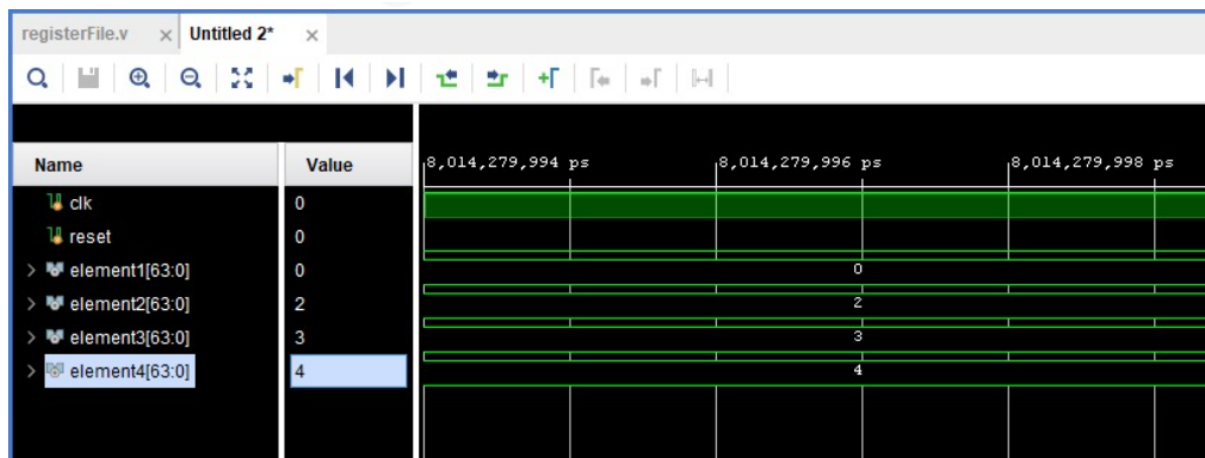 registerFile.v × Untitled 2* ×
Name Value 8,014,279,994 ps 8,014,279,996 ps 8,014,279,998 ps
clk 0
reset 0
element1[63:0] 0 0
element2[63:0] 2 2
element3[63:0] 3 3
element4[63:0] 4 4